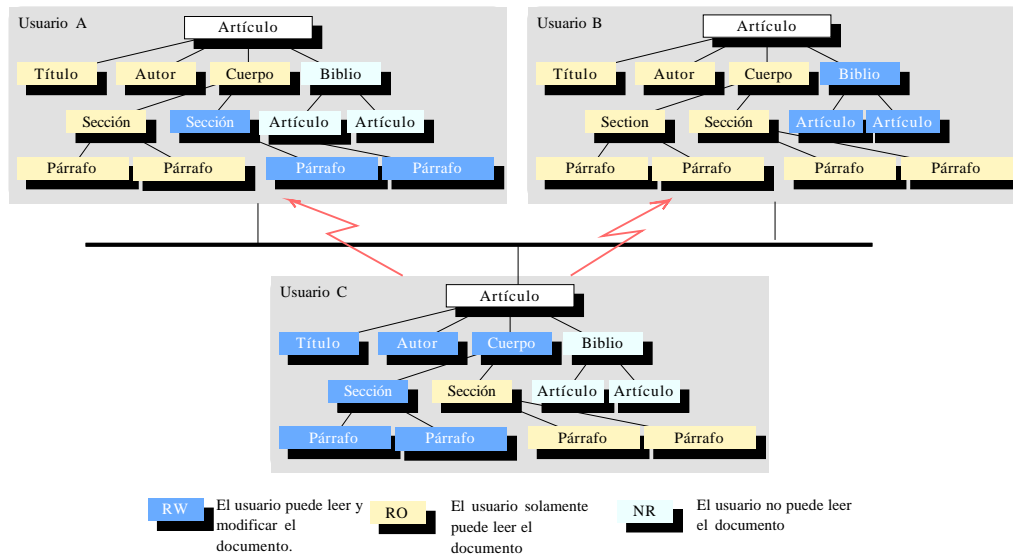 Usuario A
Artículo
Título Autor Cuerpo Biblio
Sección Sección Artículo Artículo
Párrafo Párrafo Párrafo Párrafo
Usuario B
Artículo
Título Autor Cuerpo Biblio
Section Sección Artículo Artículo
Párrafo Párrafo Párrafo Párrafo
Usuario C
Artículo
Título Autor Cuerpo Biblio
Sección Sección Artículo Artículo
Párrafo Párrafo Párrafo Párrafo
RW
El usuario puede leer y
modificar el
documento.
RO
El usuario solamente
puede leer el
documento
NR
El usuario no puede leer
el documento